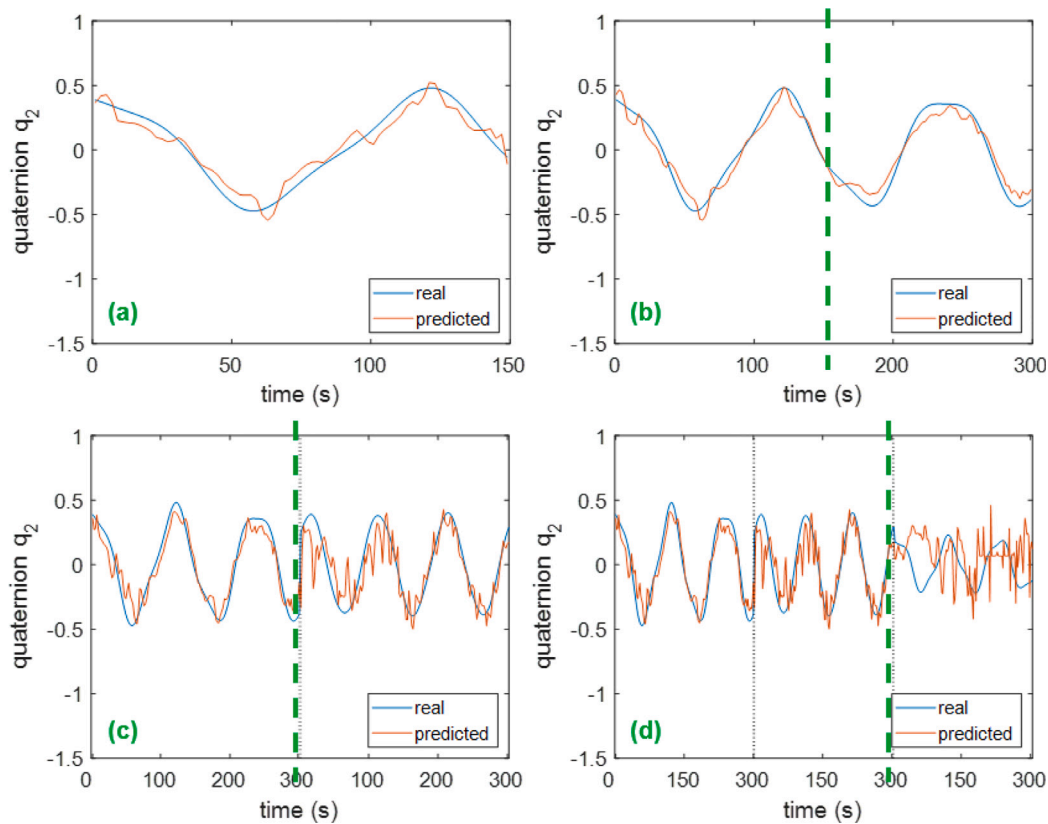 1
0.5
0
-0.5
-1
-1.5
quaternion q2
real
predicted
(a)
0 50 100 150
time (s)
1
0.5
0
-0.5
-1
-1.5
quaternion q2
real
predicted
(b)
0 100 200 300
time (s)
1
0.5
0
-0.5
-1
-1.5
quaternion q2
real
predicted
(c)
0 100 200 300 100 200 300
time (s)
1
0.5
0
-0.5
-1
-1.5
quaternion q2
real
predicted
(d)
0 150 300 150 300 150 300
time (s)